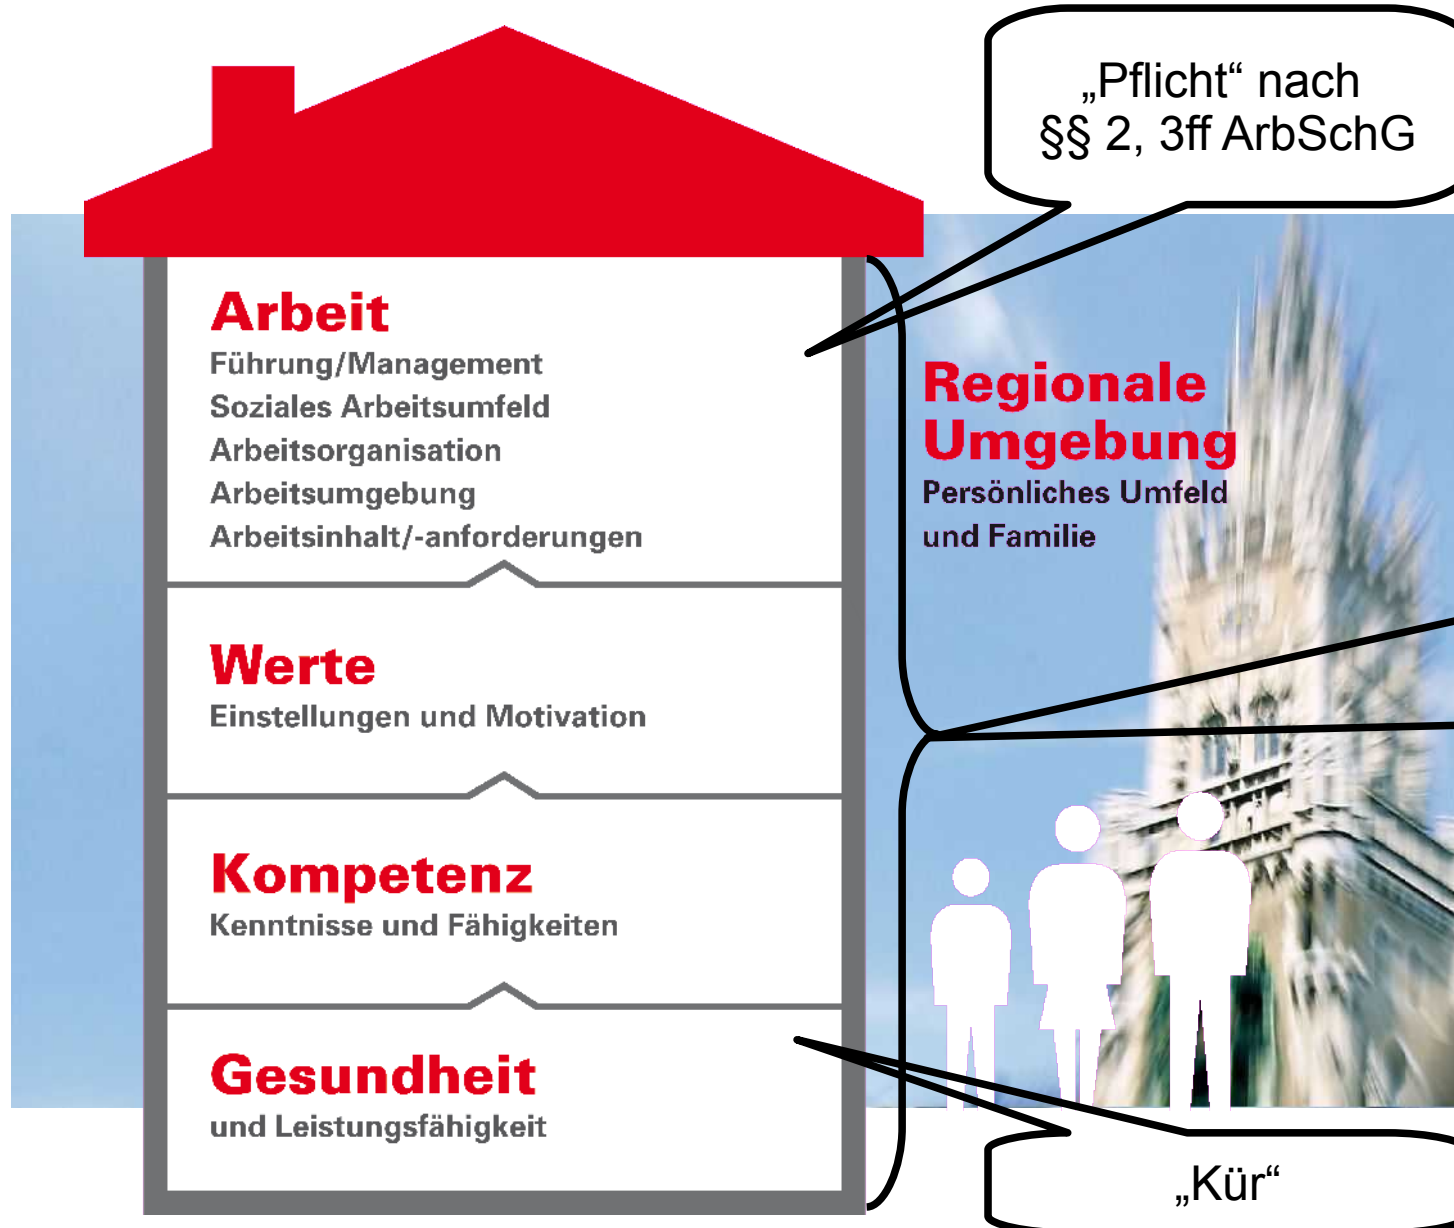 „Pflicht“ nach
§§ 2, 3ff ArbSchG
Arbeit
Führung/Management
Soziales Arbeitsumfeld
Arbeitsorganisation
Arbeitsumgebung
Arbeitsinhalt/-anforderungen
Regionale
Umgebung
Persönliches Umfeld
und Familie
Werte
Einstellungen und Motivation
Kompetenz
Kenntnisse und Fähigkeiten
Gesundheit
und Leistungsfähigkeit
„Kür“